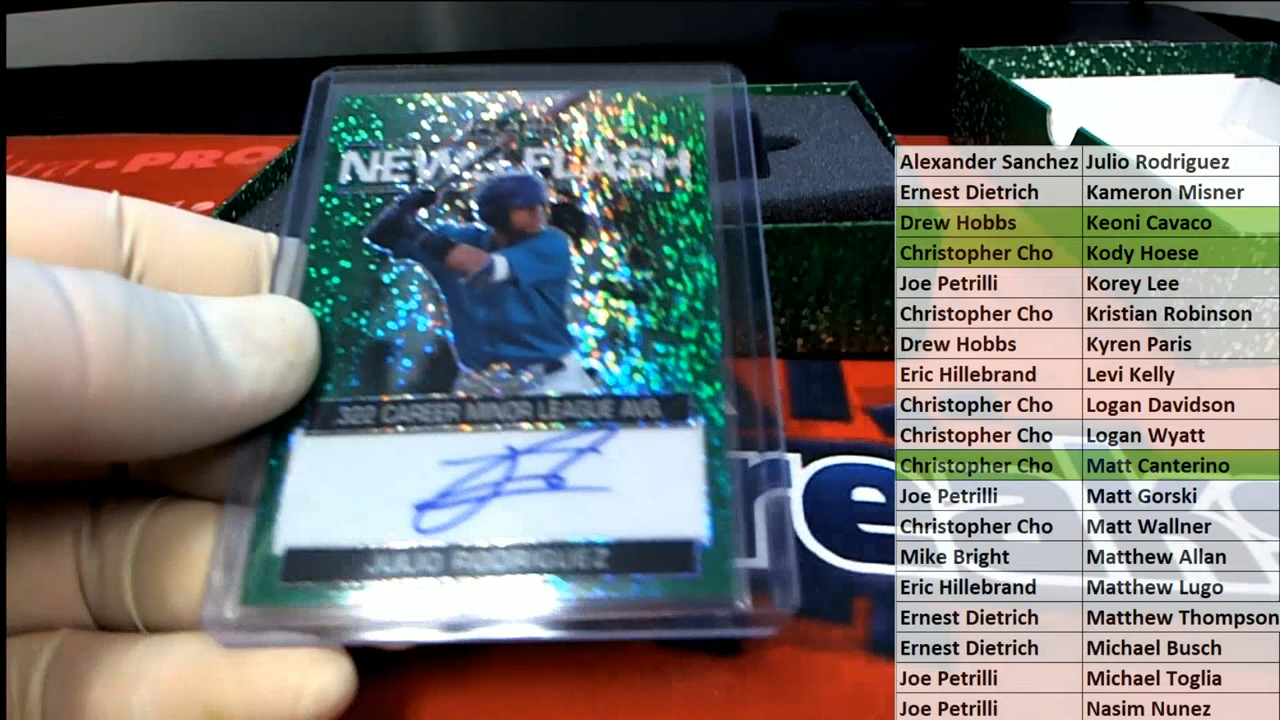 PRO
NEWS FLASH
.322 CAREER MINOR LEAGUE AVG.
JULIO RODRIGUEZ
Alexander Sanchez Julio Rodriguez
Ernest Dietrich Kameron Misner
Drew Hobbs Keoni Cavaco
Christopher Cho Kody Hoese
Joe Petrilli Korey Lee
Christopher Cho Kristian Robinson
Drew Hobbs Kyren Paris
Eric Hillebrand Levi Kelly
Christopher Cho Logan Davidson
Christopher Cho Logan Wyatt
Christopher Cho Matt Canterino
Joe Petrilli Matt Gorski
Christopher Cho Matt Wallner
Mike Bright Matthew Allan
Eric Hillebrand Matthew Lugo
Ernest Dietrich Matthew Thompson
Ernest Dietrich Michael Busch
Joe Petrilli Michael Toglia
Joe Petrilli Nasim Nunez